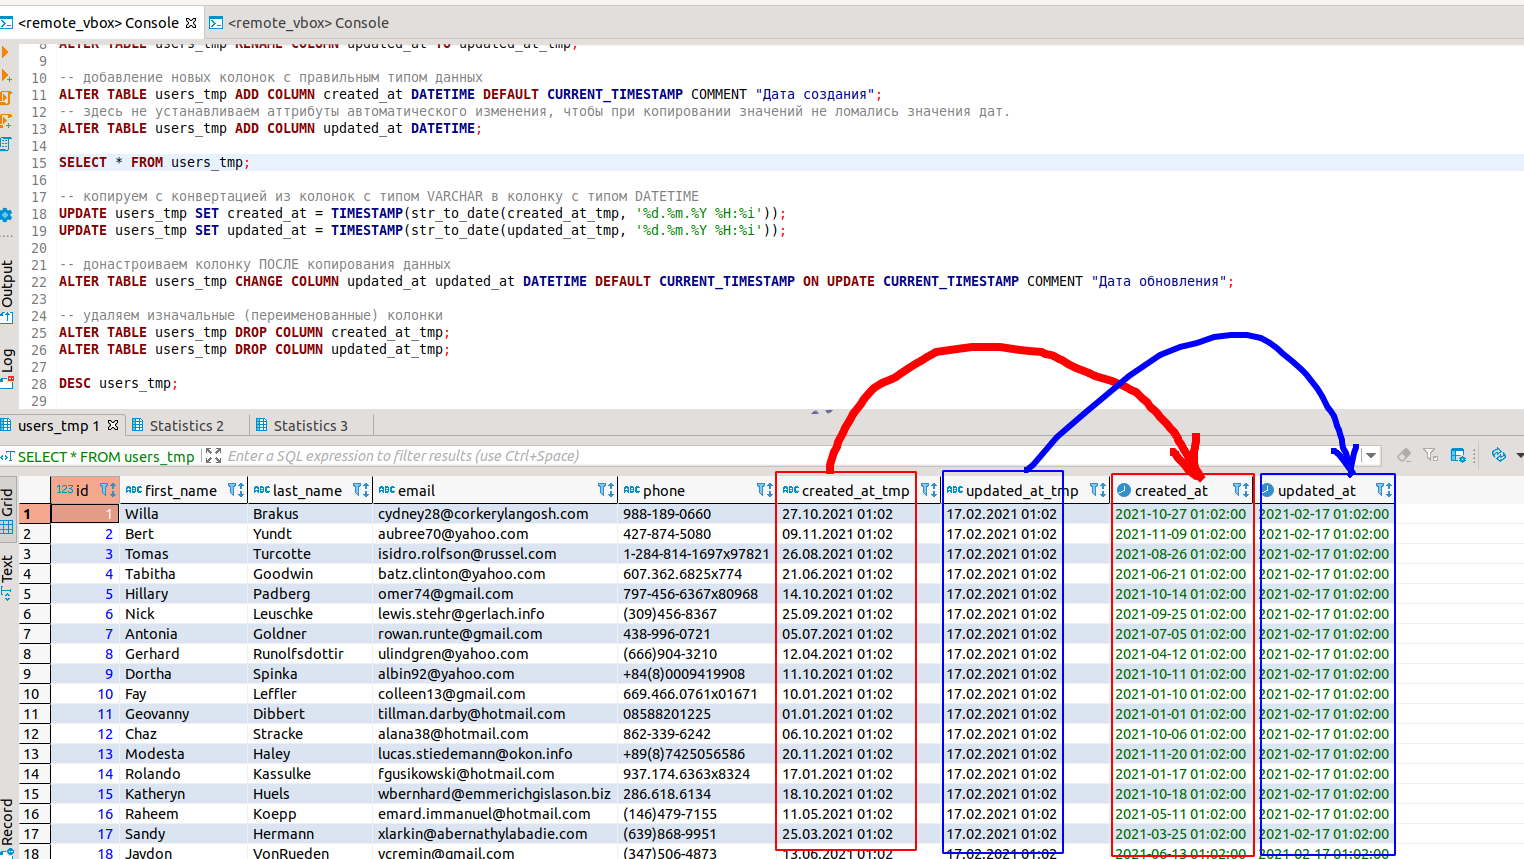 <remote_vbox> Console
<remote_vbox> Console
8 ALTER TABLE users_tmp RENAME COLUMN updated_at TO updated_at_tmp;
9
10 -- добавление новых колонок с правильным типом данных
11 ALTER TABLE users_tmp ADD COLUMN created_at DATETIME DEFAULT CURRENT_TIMESTAMP COMMENT "Дата создания";
12 -- здесь не устанавливаем аттрибуты автоматического изменения, чтобы при копировании значений не ломались значения дат.
13 ALTER TABLE users_tmp ADD COLUMN updated_at DATETIME;
14
15 SELECT * FROM users_tmp;
16
17 -- копируем с конвертацией из колонок с типом VARCHAR в колонку с типом DATETIME
18 UPDATE users_tmp SET created_at = TIMESTAMP(str_to_date(created_at_tmp, '%d.%m.%Y %H:%i'));
19 UPDATE users_tmp SET updated_at = TIMESTAMP(str_to_date(updated_at_tmp, '%d.%m.%Y %H:%i'));
20
21 -- донастроиваем колонку ПОСЛЕ копирования данных
22 ALTER TABLE users_tmp CHANGE COLUMN updated_at updated_at DATETIME DEFAULT CURRENT_TIMESTAMP ON UPDATE CURRENT_TIMESTAMP COMMENT "Дата обновления";
23
24 -- удаляем изначальные (переименованные) колонки
25 ALTER TABLE users_tmp DROP COLUMN created_at_tmp;
26 ALTER TABLE users_tmp DROP COLUMN updated_at_tmp;
27
28 DESC users_tmp;
29
Output
Log
users_tmp 1 Statistics 2 Statistics 3
SELECT * FROM users_tmp Enter a SQL expression to filter results (use Ctrl+Space)
Grid
Text
Record
123 id ABC first_name ABC last_name ABC email ABC phone ABC created_at_tmp ABC updated_at_tmp created_at updated_at
1 1 Willa Brakus cydney28@corkerylangosh.com 988-189-0660 27.10.2021 01:02 17.02.2021 01:02 2021-10-27 01:02:00 2021-02-17 01:02:00
2 2 Bert Yundt aubree70@yahoo.com 427-874-5080 09.11.2021 01:02 17.02.2021 01:02 2021-11-09 01:02:00 2021-02-17 01:02:00
3 3 Tomas Turcotte isidro.rolfson@russel.com 1-284-814-1697x97821 26.08.2021 01:02 17.02.2021 01:02 2021-08-26 01:02:00 2021-02-17 01:02:00
4 4 Tabitha Goodwin batz.clinton@yahoo.com 607.362.6825x774 21.06.2021 01:02 17.02.2021 01:02 2021-06-21 01:02:00 2021-02-17 01:02:00
5 5 Hillary Padberg omer74@gmail.com 797-456-6367x80968 14.10.2021 01:02 17.02.2021 01:02 2021-10-14 01:02:00 2021-02-17 01:02:00
6 6 Nick Leuschke lewis.stehr@gerlach.info (309)456-8367 25.09.2021 01:02 17.02.2021 01:02 2021-09-25 01:02:00 2021-02-17 01:02:00
7 7 Antonia Goldner rowan.runte@gmail.com 438-996-0721 05.07.2021 01:02 17.02.2021 01:02 2021-07-05 01:02:00 2021-02-17 01:02:00
8 8 Gerhard Runolfsdottir ulindgren@yahoo.com (666)904-3210 12.04.2021 01:02 17.02.2021 01:02 2021-04-12 01:02:00 2021-02-17 01:02:00
9 9 Dortha Spinka albin92@yahoo.com +84(8)0009419908 11.10.2021 01:02 17.02.2021 01:02 2021-10-11 01:02:00 2021-02-17 01:02:00
10 10 Fay Leffler colleen13@gmail.com 669.466.0761x01671 10.01.2021 01:02 17.02.2021 01:02 2021-01-10 01:02:00 2021-02-17 01:02:00
11 11 Geovanny Dibbert tillman.darby@hotmail.com 08588201225 01.01.2021 01:02 17.02.2021 01:02 2021-01-01 01:02:00 2021-02-17 01:02:00
12 12 Chaz Stracke alana38@hotmail.com 862-339-6242 06.10.2021 01:02 17.02.2021 01:02 2021-10-06 01:02:00 2021-02-17 01:02:00
13 13 Modesta Haley lucas.stiedemann@okon.info +89(8)7425056586 20.11.2021 01:02 17.02.2021 01:02 2021-11-20 01:02:00 2021-02-17 01:02:00
14 14 Rolando Kassulke fgusikowski@hotmail.com 937.174.6363x8324 17.01.2021 01:02 17.02.2021 01:02 2021-01-17 01:02:00 2021-02-17 01:02:00
15 15 Katheryn Huels wbernhard@emmerichgislason.biz 286.618.6134 18.10.2021 01:02 17.02.2021 01:02 2021-10-18 01:02:00 2021-02-17 01:02:00
16 16 Raheem Koepp emard.immanuel@hotmail.com (146)479-7155 11.05.2021 01:02 17.02.2021 01:02 2021-05-11 01:02:00 2021-02-17 01:02:00
17 17 Sandy Hermann xlarkin@abernathylabadie.com (639)868-9951 25.03.2021 01:02 17.02.2021 01:02 2021-03-25 01:02:00 2021-02-17 01:02:00
18 18 Jaydon VonRueden vcremin@gmail.com (347)506-4873 13.06.2021 01:02 17.02.2021 01:02 2021-06-13 01:02:00 2021-02-17 01:02:00